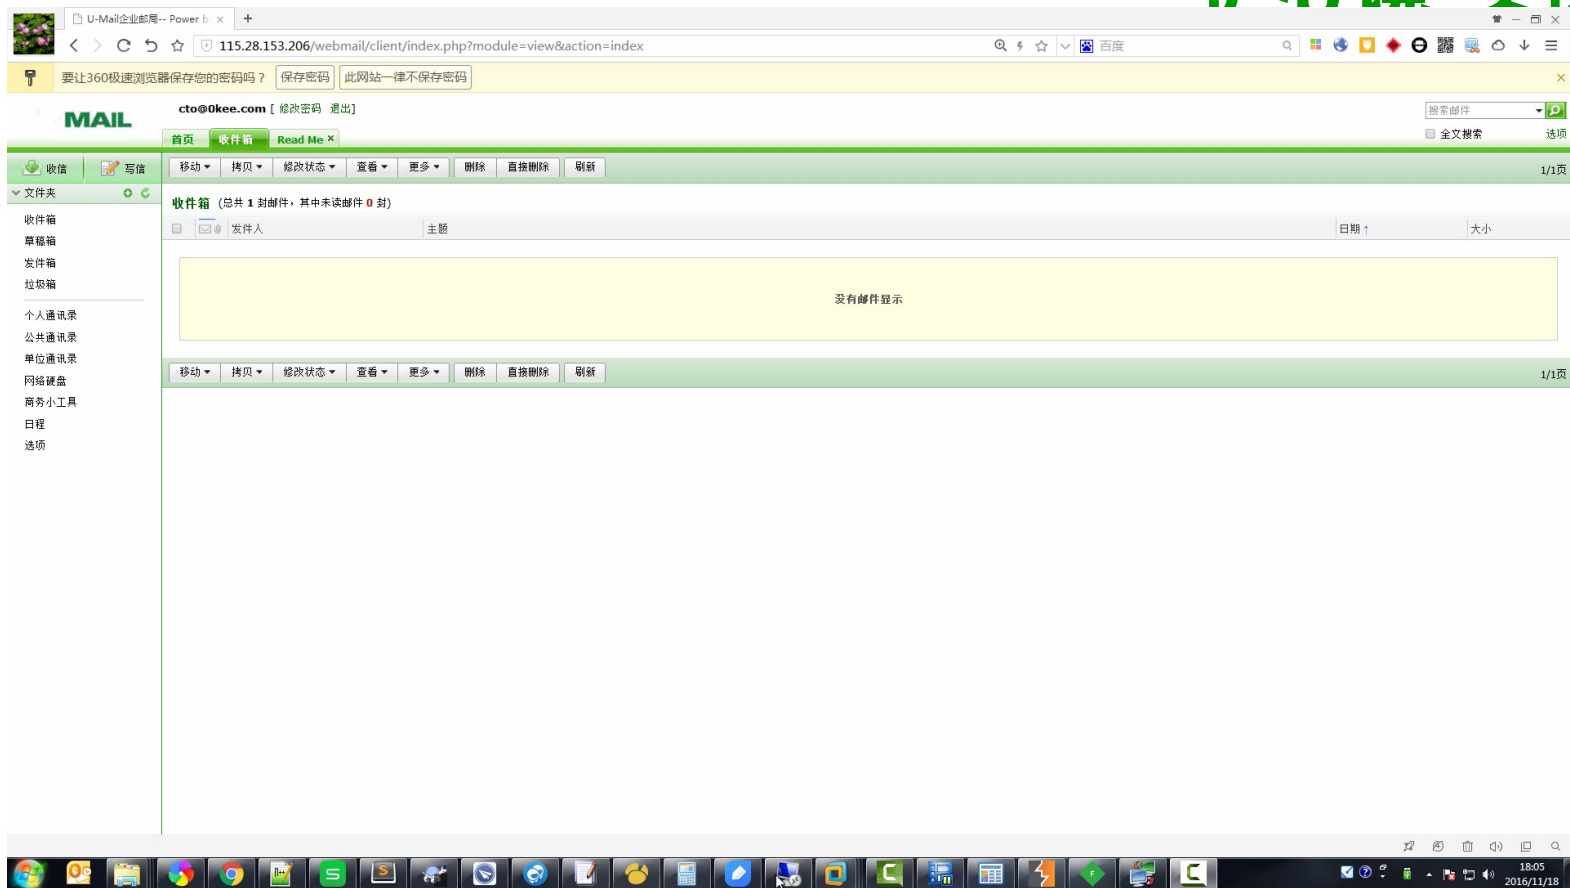 U-Mail企业邮局-- Power b
115.28.153.206/webmail/client/index.php?module=view&action=index
百度
要让360极速浏览器保存您的密码吗？ 保存密码 此网站一律不保存密码
MAIL
cto@0kee.com [ 修改密码 退出]
搜索邮件
首页 收件箱 Read Me ×
全文搜索 选项
收信 写信
移动 拷贝 修改状态 查看 更多 删除 直接删除 刷新 1/1页
文件夹
收件箱 (总共 1 封邮件，其中未读邮件 0 封)
收件箱
发件人 主题 日期↑ 大小
草稿箱
发件箱
垃圾箱
没有邮件显示
个人通讯录
公共通讯录
单位通讯录
移动 拷贝 修改状态 查看 更多 删除 直接删除 刷新 1/1页
网络硬盘
商务小工具
日程
选项
18:05
2016/11/18